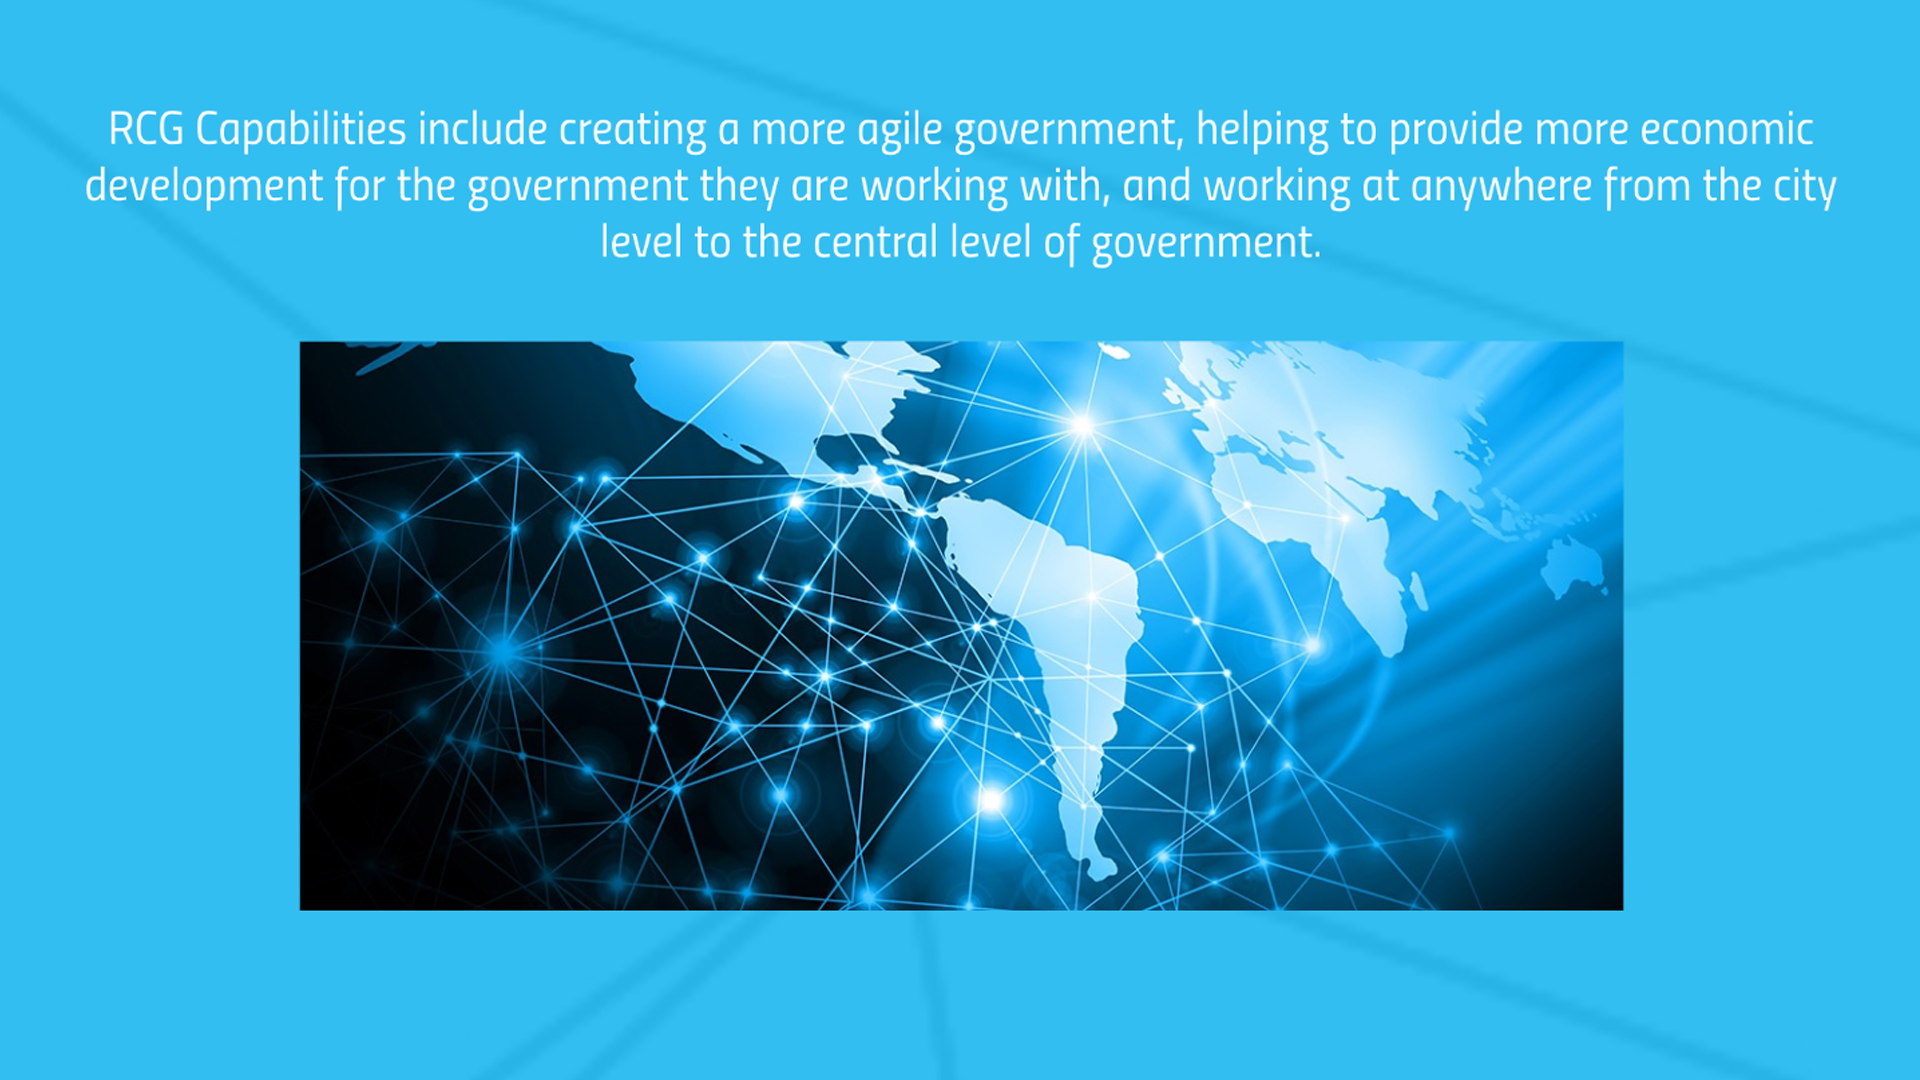 RCG Capabilities include creating a more agile government, helping to provide more economic
development for the government they are working with, and working at anywhere from the city
level to the central level of government.